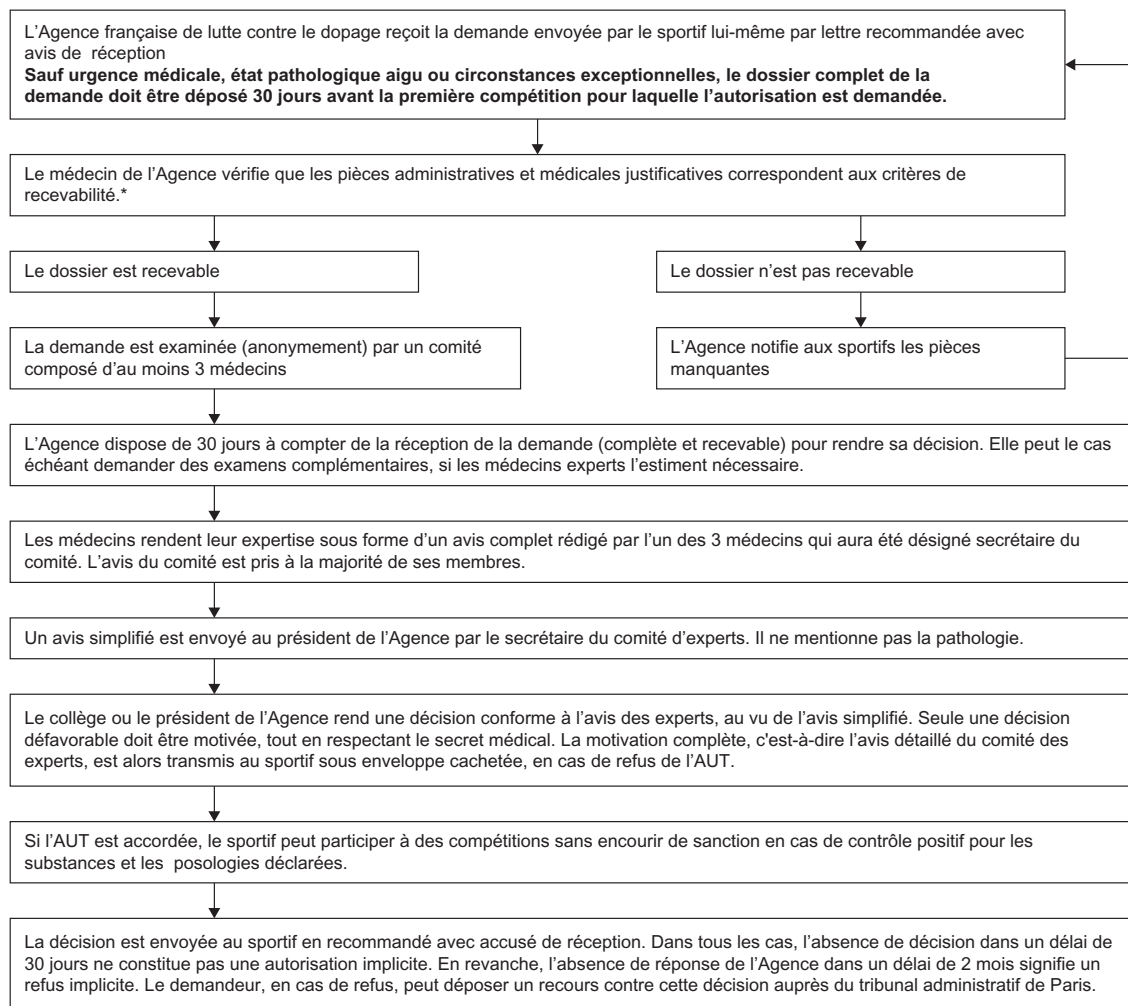 L'Agence française de lutte contre le dopage reçoit la demande envoyée par le sportif lui-même par lettre recommandée avec
avis de réception
Sauf urgence médicale, état pathologique aigu ou circonstances exceptionnelles, le dossier complet de la
demande doit être déposé 30 jours avant la première compétition pour laquelle l'autorisation est demandée.
Le médecin de l'Agence vérifie que les pièces administratives et médicales justificatives correspondent aux critères de
recevabilité.*
Le dossier est recevable
Le dossier n'est pas recevable
La demande est examinée (anonymement) par un comité
composé d'au moins 3 médecins
L'Agence notifie aux sportifs les pièces
manquantes
L'Agence dispose de 30 jours à compter de la réception de la demande (complète et recevable) pour rendre sa décision. Elle peut le cas
échéant demander des examens complémentaires, si les médecins experts l'estiment nécessaire.
Les médecins rendent leur expertise sous forme d'un avis complet rédigé par l'un des 3 médecins qui aura été désigné secrétaire du
comité. L'avis du comité est pris à la majorité de ses membres.
Un avis simplifié est envoyé au président de l'Agence par le secrétaire du comité d'experts. Il ne mentionne pas la pathologie.
Le collège ou le président de l'Agence rend une décision conforme à l'avis des experts, au vu de l'avis simplifié. Seule une décision
défavorable doit être motivée, tout en respectant le secret médical. La motivation complète, c'est-à-dire l'avis détaillé du comité des
experts, est alors transmis au sportif sous enveloppe cachetée, en cas de refus de l'AUT.
Si l'AUT est accordée, le sportif peut participer à des compétitions sans encourir de sanction en cas de contrôle positif pour les
substances et les posologies déclarées.
La décision est envoyée au sportif en recommandé avec accusé de réception. Dans tous les cas, l'absence de décision dans un délai de
30 jours ne constitue pas une autorisation implicite. En revanche, l'absence de réponse de l'Agence dans un délai de 2 mois signifie un
refus implicite. Le demandeur, en cas de refus, peut déposer un recours contre cette décision auprès du tribunal administratif de Paris.